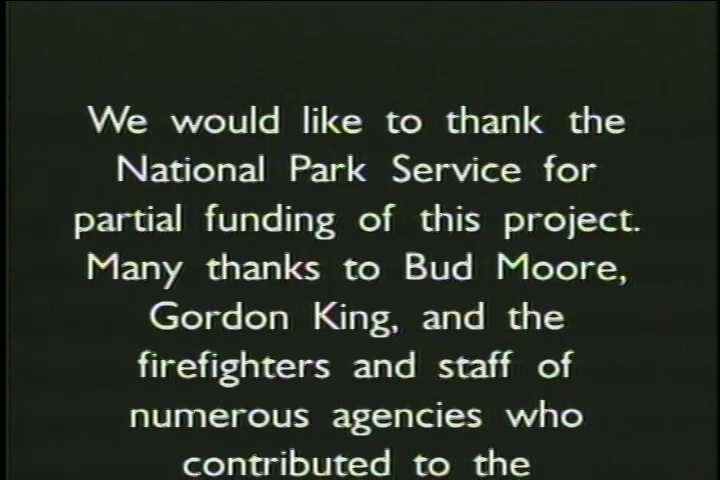 We would like to thank the
National Park Service for
partial funding of this project.
Many thanks to Bud Moore,
Gordon King, and the
firefighters and staff of
numerous agencies who
contributed to the